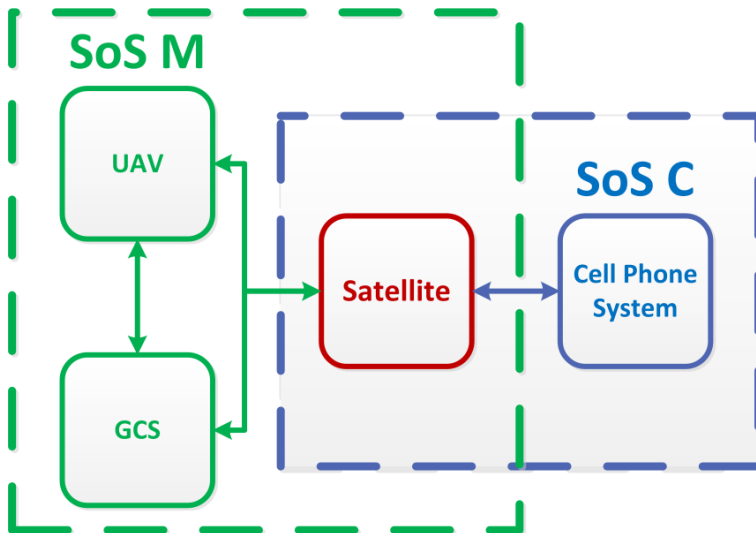 SoS M
UAV
SoS C
Satellite
Cell Phone
System
GCS